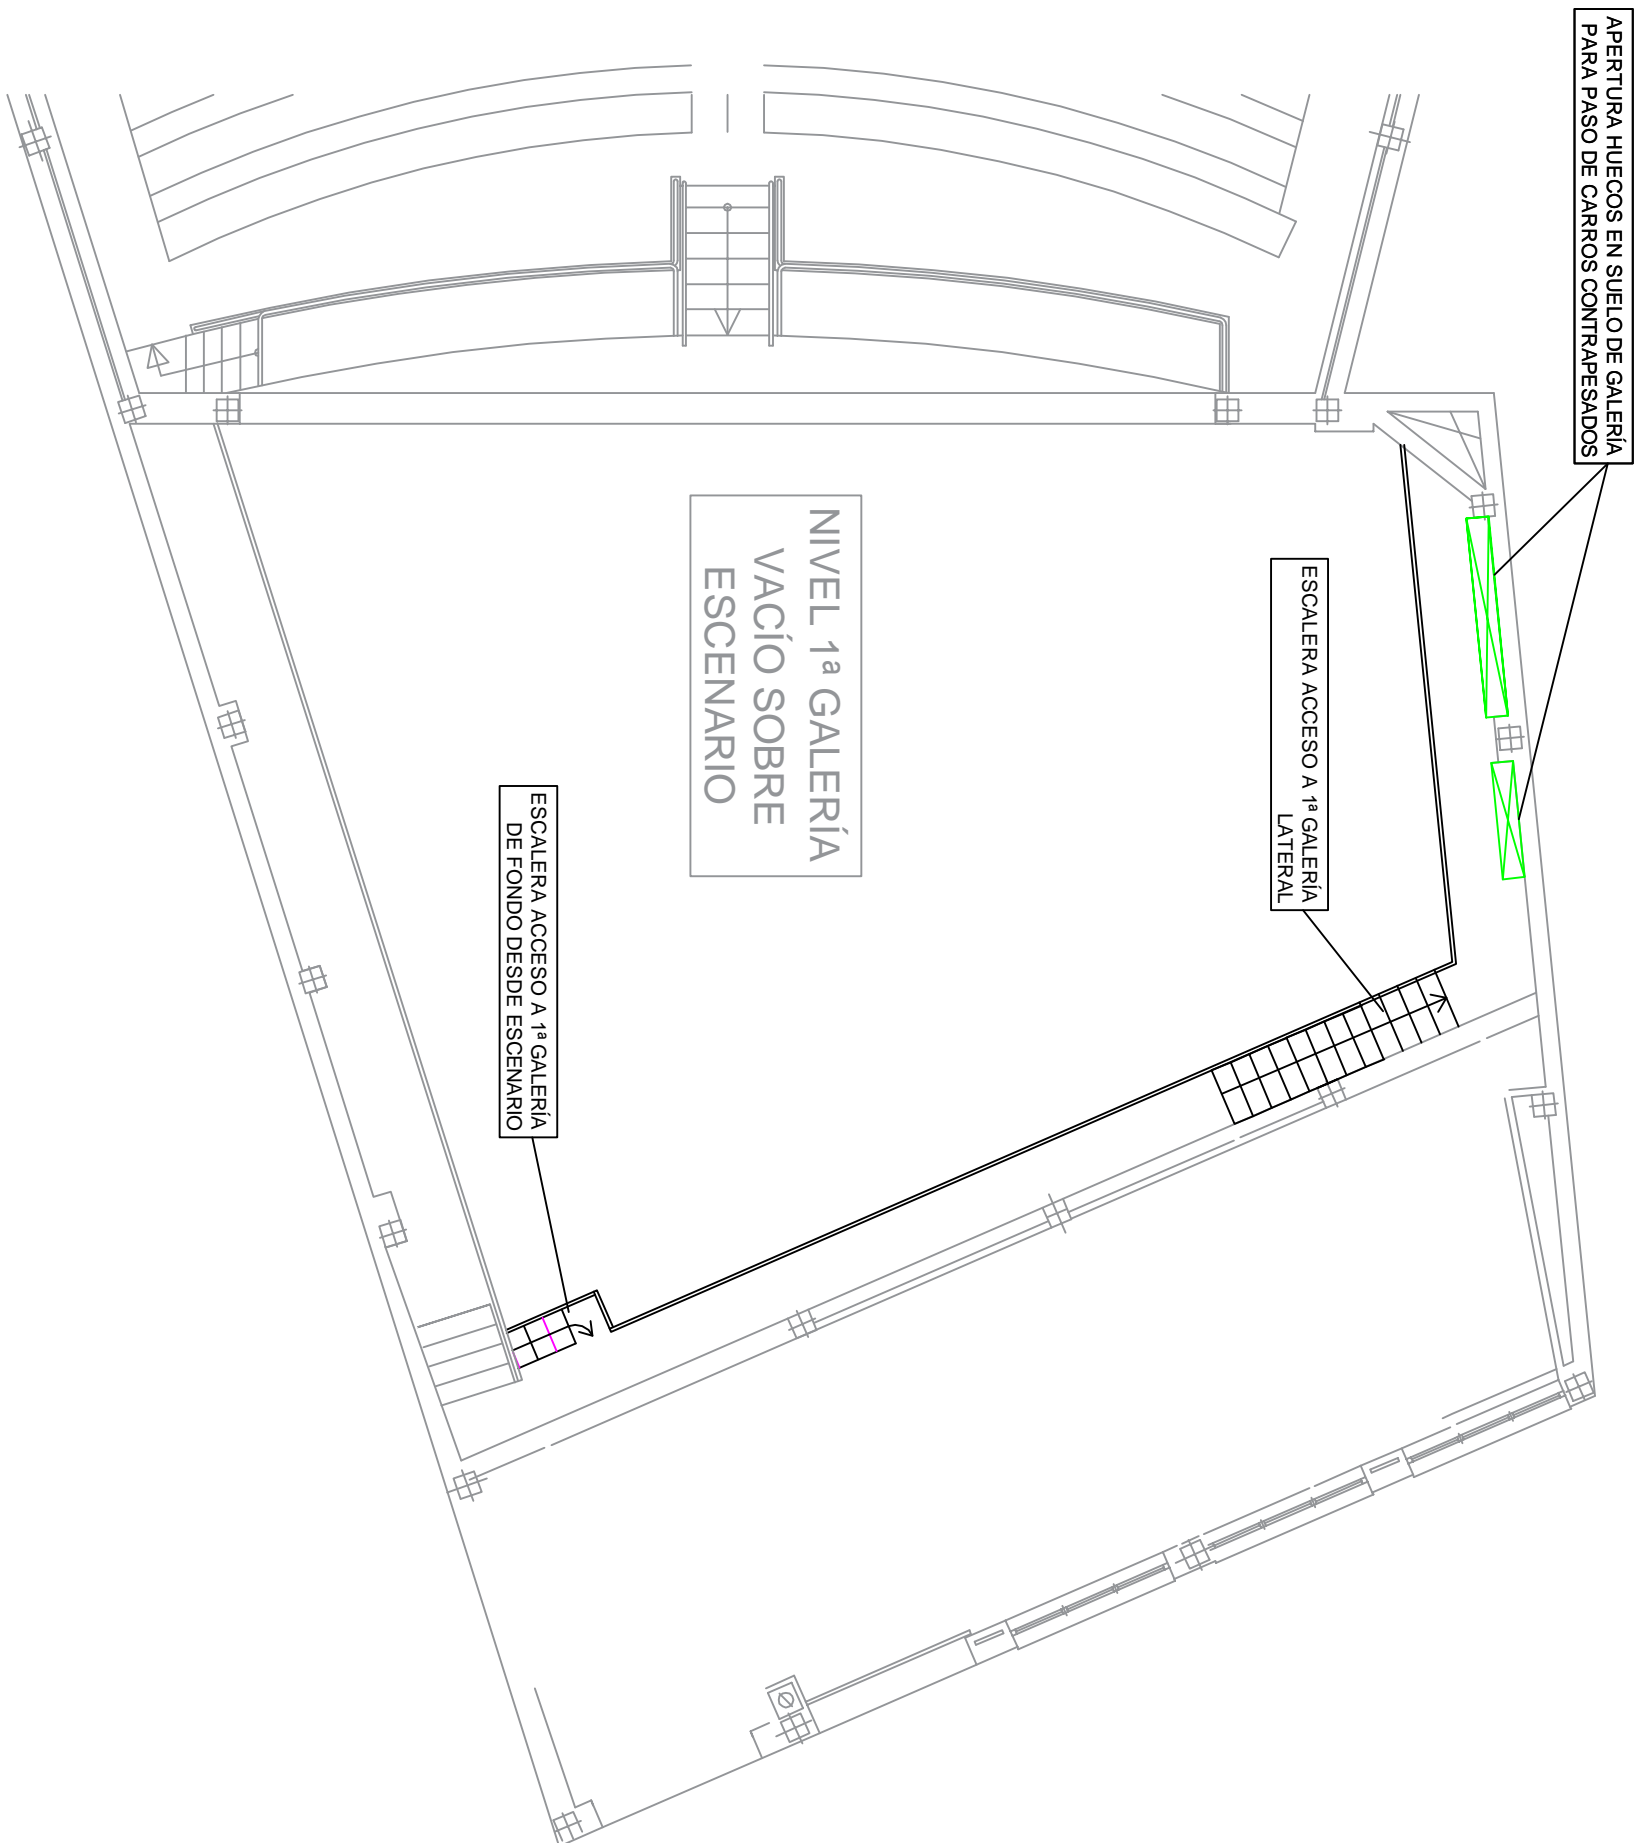 APERTURA HUECOS EN SUELO DE GALERÍA
PARA PASO DE CARROS CONTRAPESADOS
ESCALERA ACCESO A 1ª GALERÍA
LATERAL
NIVEL 1ª GALERÍA
VACÍO SOBRE
ESCENARIO
ESCALERA ACCESO A 1ª GALERÍA
DE FONDO DESDE ESCENARIO